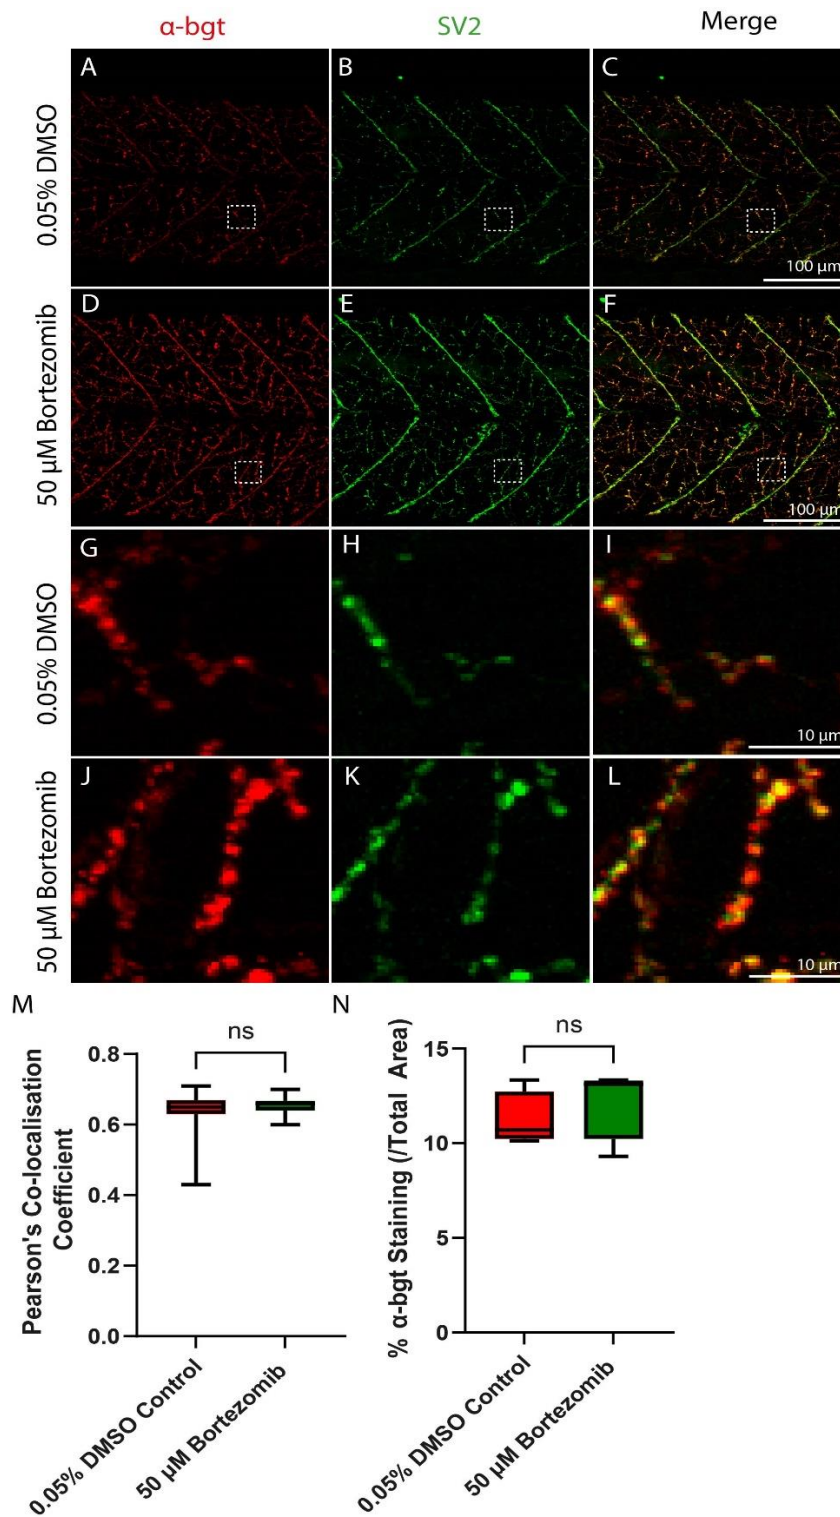 α-bgt SV2 Merge
0.05% DMSO
A B C
100 µm
50 µM Bortezomib
D E F
100 µm
0.05% DMSO
G H I
10 µm
50 µM Bortezomib
J K L
10 µm
M
ns
Pearson's Co-localisation
Coefficient
0.8
0.6
0.4
0.2
0.0
0.05% DMSO Control
50 µM Bortezomib
N
ns
% α-bgt Staining (/Total Area)
15
10
5
0
0.05% DMSO Control
50 µM Bortezomib